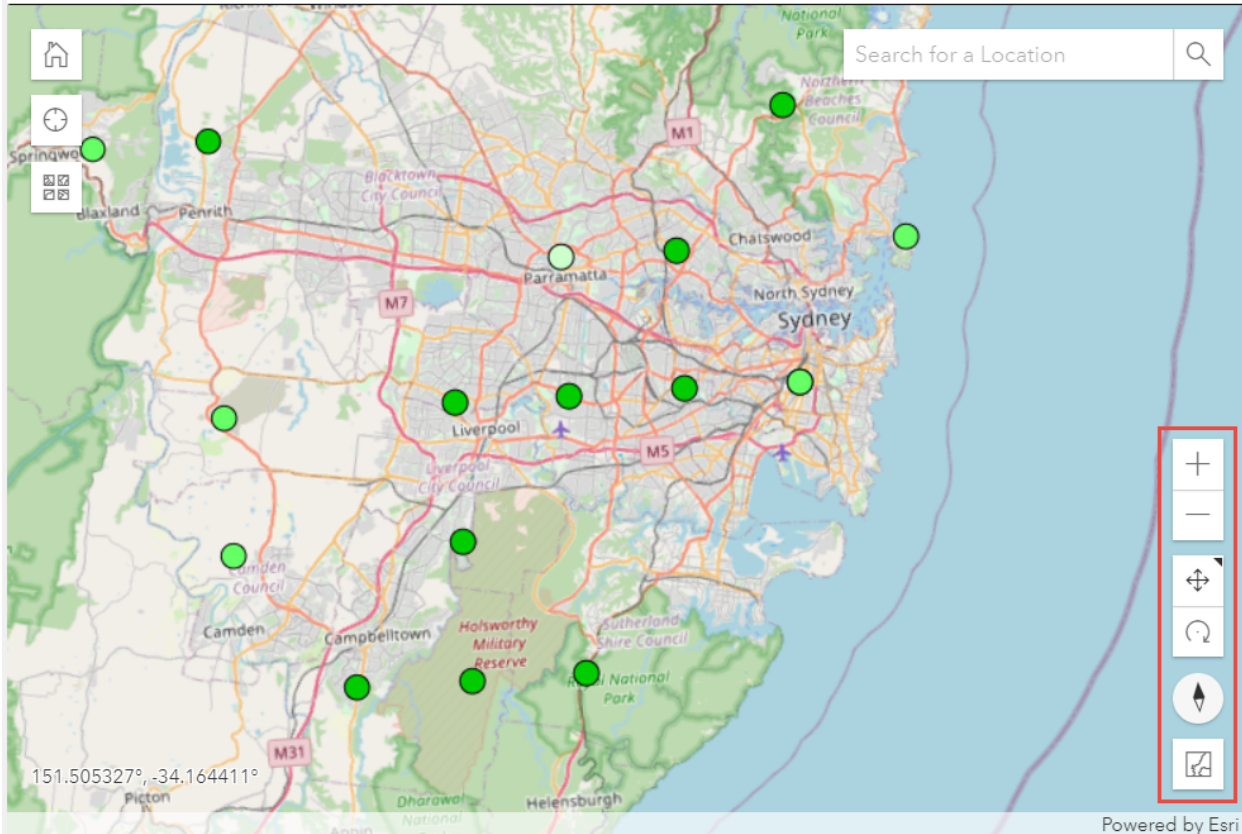 National
Park
Search for a Location
Northern
Beaches
Council
M1
Springwo
Blacktown
City Council
Blaxland
Penrith
Chatswood
Parramatta
North Sydney
M7
Sydney
Liverpool
M5
Liverpool
City Council
Camden
Council
Camden
Campbelltown
Holsworthy
Military
Reserve
Sutherland
Shire Council
Royal National
Park
M31
151.505327°, -34.164411°
Picton
Dharawal
National
Helensburgh
Appin
Powered by Esri